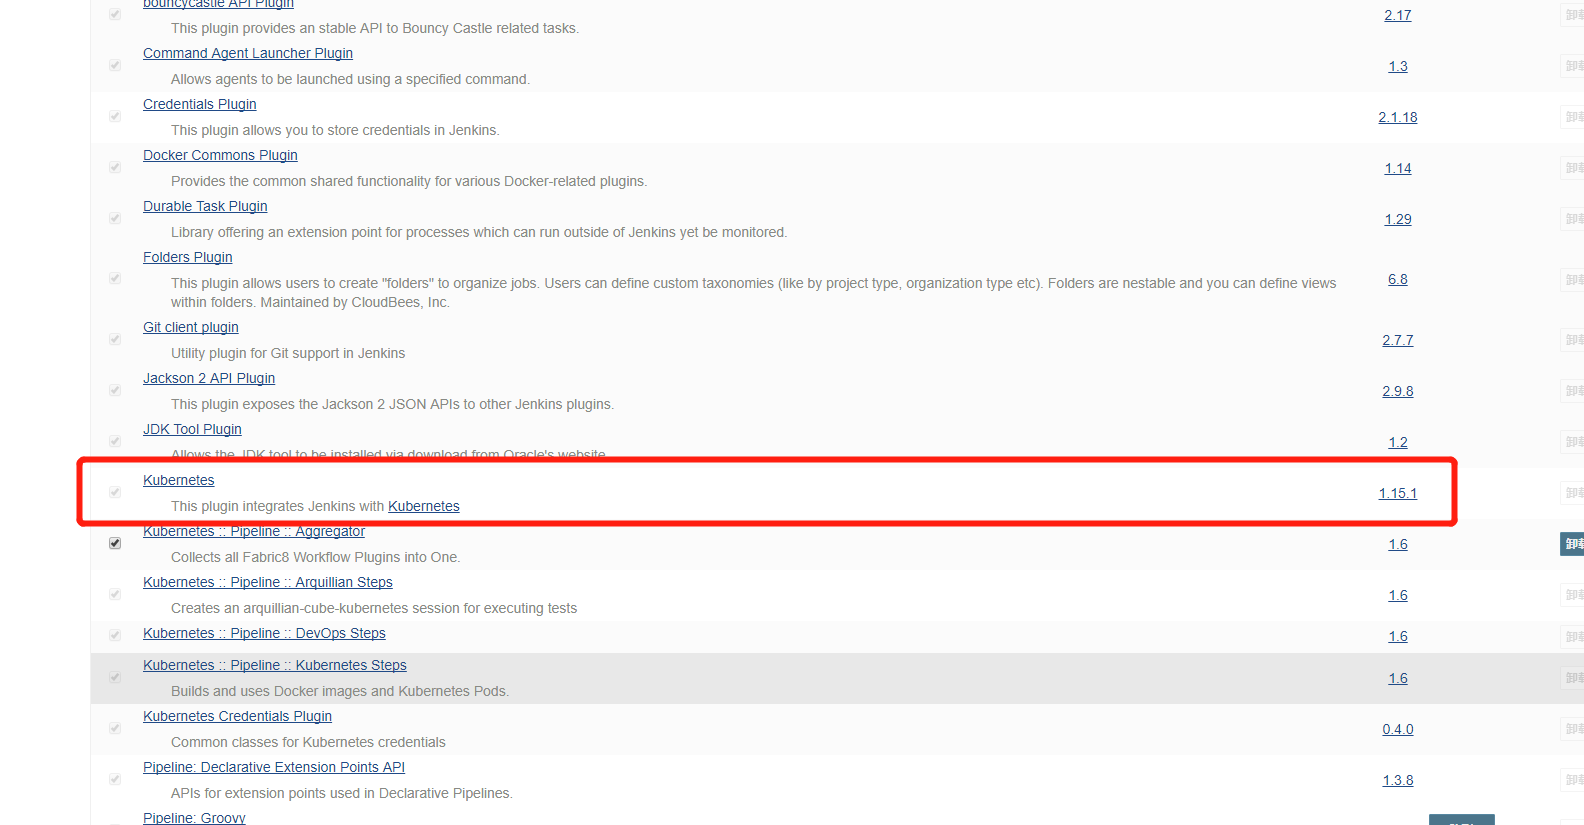 bouncycastle API Plugin
This plugin provides an stable API to Bouncy Castle related tasks.
2.17
Command Agent Launcher Plugin
Allows agents to be launched using a specified command.
1.3
Credentials Plugin
This plugin allows you to store credentials in Jenkins.
2.1.18
Docker Commons Plugin
Provides the common shared functionality for various Docker-related plugins.
1.14
Durable Task Plugin
Library offering an extension point for processes which can run outside of Jenkins yet be monitored.
1.29
Folders Plugin
This plugin allows users to create "folders" to organize jobs. Users can define custom taxonomies (like by project type, organization type etc). Folders are nestable and you can define views
within folders. Maintained by CloudBees, Inc.
6.8
Git client plugin
Utility plugin for Git support in Jenkins
2.7.7
Jackson 2 API Plugin
This plugin exposes the Jackson 2 JSON APIs to other Jenkins plugins.
2.9.8
JDK Tool Plugin
Allows the JDK tool to be installed via download from Oracle's website.
1.2
Kubernetes
This plugin integrates Jenkins with Kubernetes
1.15.1
Kubernetes :: Pipeline :: Aggregator
Collects all Fabric8 Workflow Plugins into One.
1.6
卸
Kubernetes :: Pipeline :: Arquillian Steps
Creates an arquillian-cube-kubernetes session for executing tests
1.6
Kubernetes :: Pipeline :: DevOps Steps
1.6
Kubernetes :: Pipeline :: Kubernetes Steps
Builds and uses Docker images and Kubernetes Pods.
1.6
Kubernetes Credentials Plugin
Common classes for Kubernetes credentials
0.4.0
Pipeline: Declarative Extension Points API
APIs for extension points used in Declarative Pipelines.
1.3.8
Pipeline: Groovy